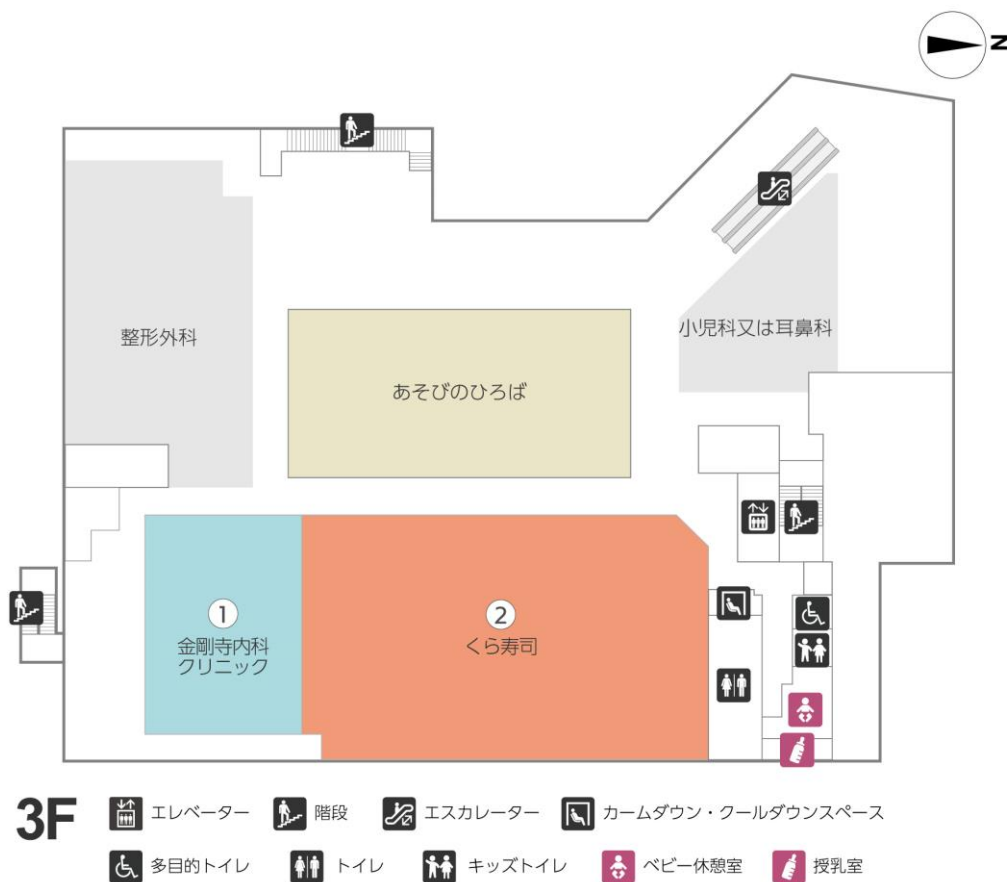 N
整形外科
小児科又は耳鼻科
あそびのひろば
1
金剛寺内科
クリニック
2
くら寿司
3F
エレベーター 階段 エスカレーター カームダウン・クールダウンスペース
多目的トイレ トイレ キッズトイレ ベビー休憩室 授乳室